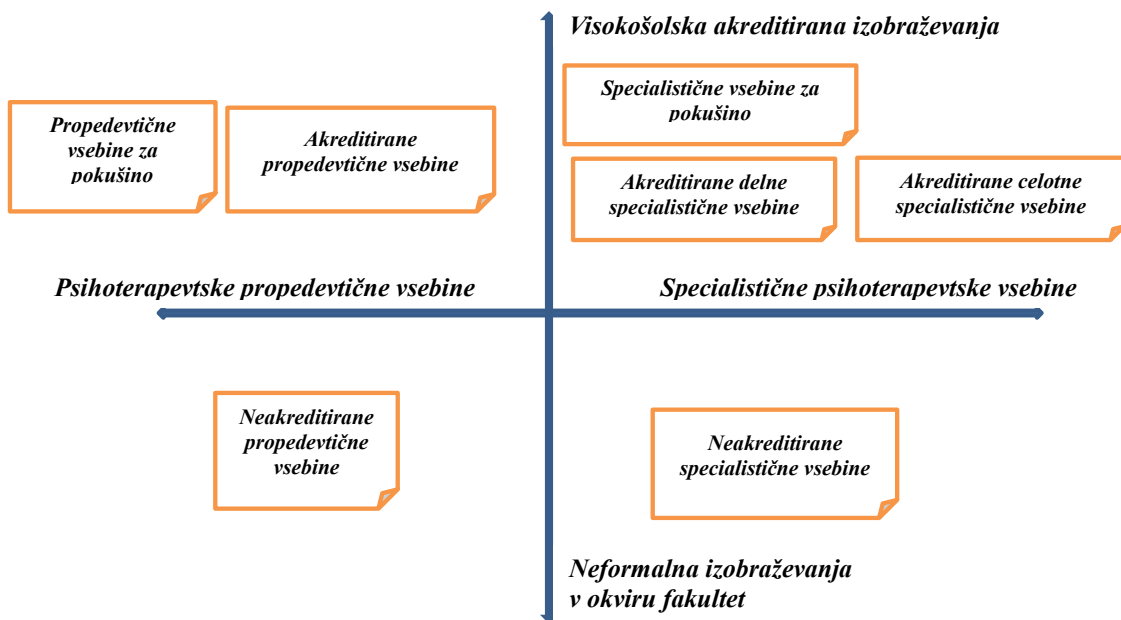 Visokošolska akreditirana izobraževanja
Propedevtične
vsebine za
pokušino
Akreditirane
propedevtične vsebine
Specialistične vsebine za
pokušino
Akreditirane delne
specialistične vsebine
Akreditirane celotne
specialistične vsebine
Psihoterapevtske propedevtične vsebine
Specialistične psihoterapevtske vsebine
Neakreditirane
propedevtične
vsebine
Neakreditirane
specialistične vsebine
Neformalna izobraževanja
v okviru fakultet